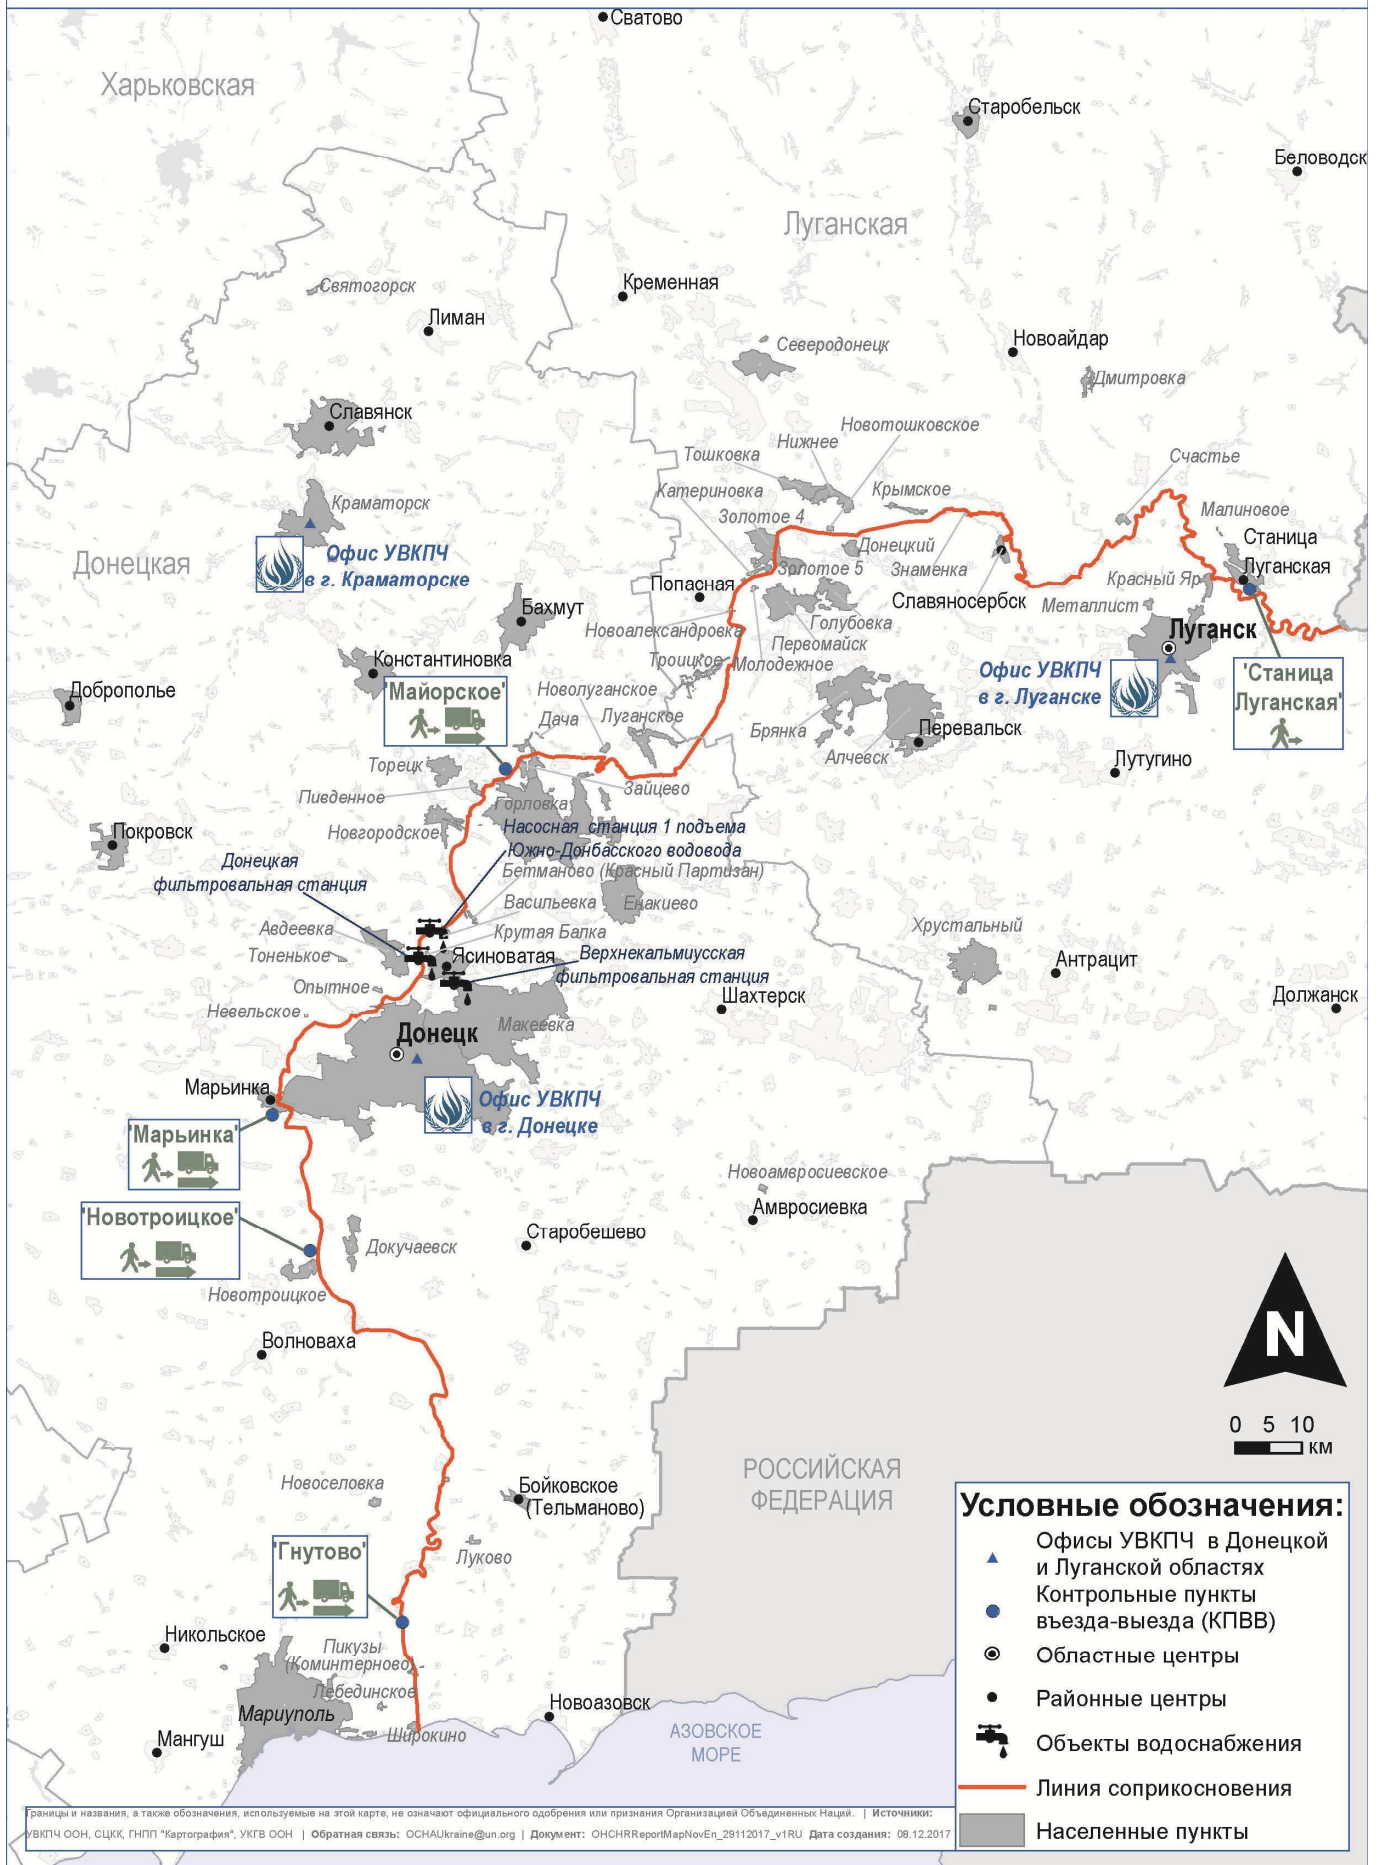 Сватово
Харьковская
Старобельск
Беловодск
Луганская
Святогорск
Кременная
Лиман
Новоайдар
Северодонецк
Дмитровка
Славянск
Новотошковское
Нижнее
Тошковка
Счастье
Катериновка
Крымское
Краматорск
Золотое 4
Малиновое
Станица
Луганская
Донецкая
Офис УВКПЧ
в г. Краматорске
Донецкий
Золотое 5
Знаменка
Красный Яр
Попасная
Славяносербск
Металлист
Бахмут
Голубовка
Новоалександровка
Первомайск
Луганск
Константиновка
Троицкое
Молодежное
Офис УВКПЧ
в г. Луганске
'Станица
Луганская'
Доброполье
'Майорское'
Новолуганское
Дача
Луганское
Брянка
Перевальск
Алчевск
Лутугино
Торецк
Пивденное
Зайцево
Горловка
Новгородское
Покровск
Насосная станция 1 подъема
Южно-Донбасского водовода
Донецкая
фильтровальная станция
Бетманово (Красный Партизан)
Васильевка
Енакиево
Авдеевка
Крутая Балка
Хрустальный
Тоненькое
Ясиноватая
Верхнекальмиусская
фильтровальная станция
Антрацит
Опытное
Шахтерск
Должанск
Невельское
Донецк
Макеевка
Марьинка
Офис УВКПЧ
в г. Донецке
'Марьинка'
Новоамвросиевское
Амвросиевка
'Новотроицкое'
Старобешево
Докучаевск
Новотроицкое
Волноваха
N
0 5 10
км
РОССИЙСКАЯ
ФЕДЕРАЦИЯ
Новоселовка
Бойковское
(Тельманово)
'Гнутово'
Луково
Никольское
Пикузы
(Коминтерново)
Лебединское
Мариуполь
Новоазовск
Широкино
Мангуш
АЗОВСКОЕ
МОРЕ
Условные обозначения:
Офисы УВКПЧ в Донецкой
и Луганской областях
Контрольные пункты
въезда-выезда (КПВВ)
Областные центры
Районные центры
Объекты водоснабжения
Линия соприкосновения
Населенные пункты
Границы и названия, а также обозначения, используемые на этой карте, не означают официального одобрения или признания Организацией Объединенных Наций. | Источники:
УВКПЧ ООН, СЦКК, ГНПП "Картография", УКГВ ООН | Обратная связь: OCHAUkraine@un.org | Документ: OHCHRReportMapNovEn_29112017_v1RU Дата создания: 08.12.2017